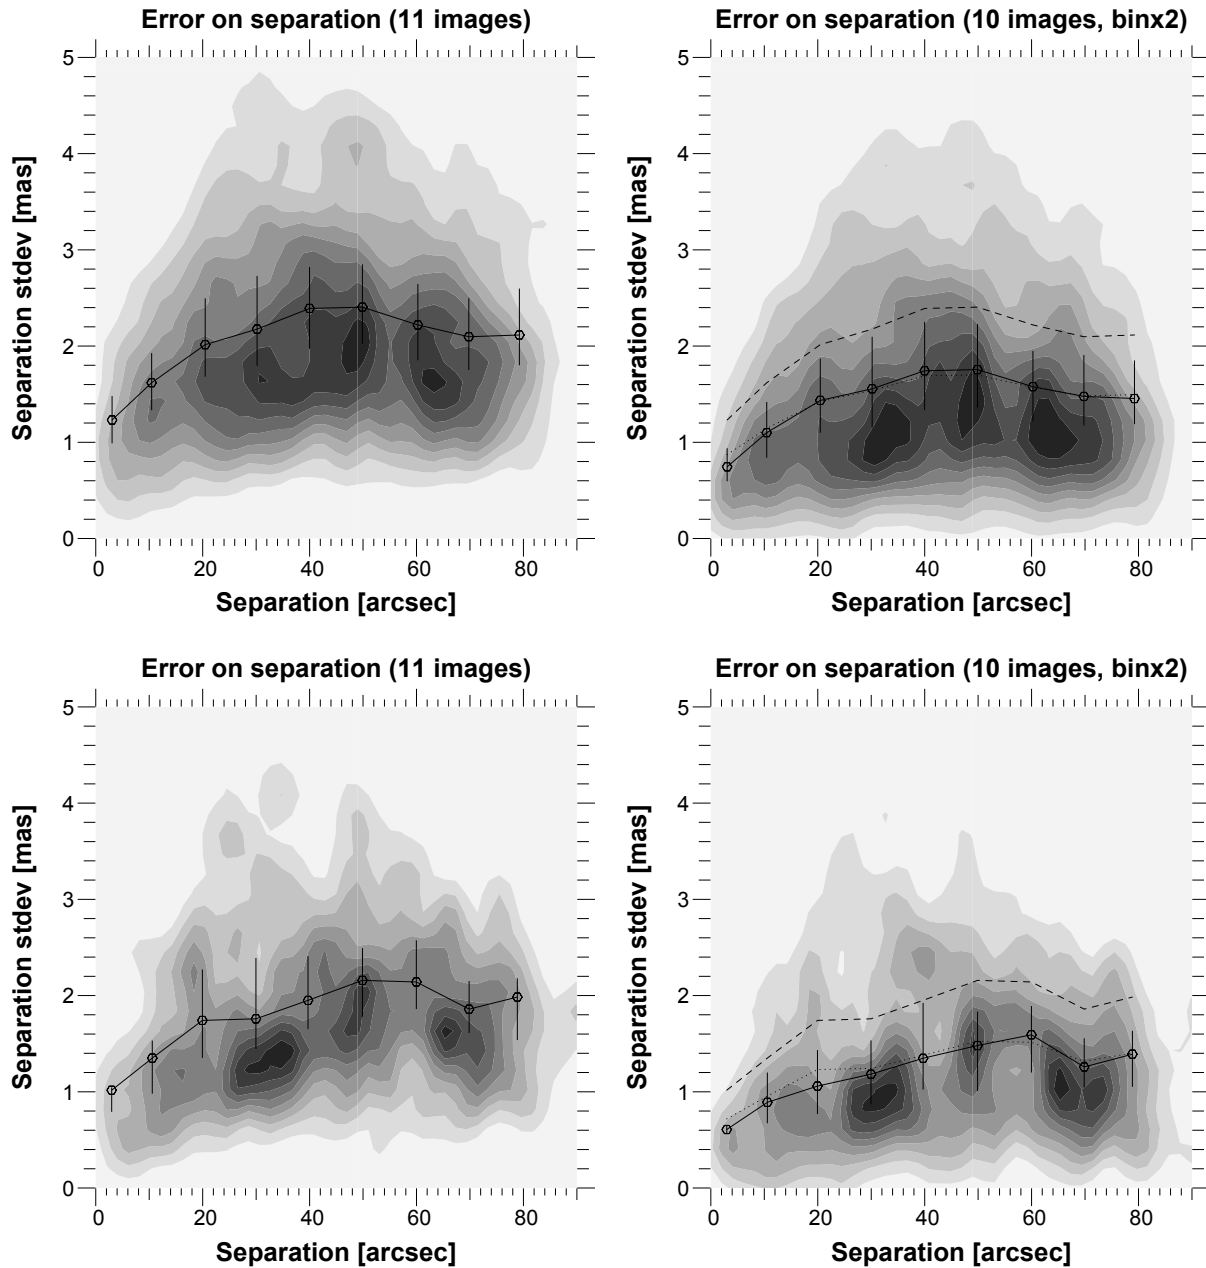 Error on separation (11 images)
Separation stdev [mas]
5
4
3
2
1
0
0 20 40 60 80
Separation [arcsec]
Error on separation (10 images, binx2)
Separation stdev [mas]
5
4
3
2
1
0
0 20 40 60 80
Separation [arcsec]
Error on separation (11 images)
Separation stdev [mas]
5
4
3
2
1
0
0 20 40 60 80
Separation [arcsec]
Error on separation (10 images, binx2)
Separation stdev [mas]
5
4
3
2
1
0
0 20 40 60 80
Separation [arcsec]